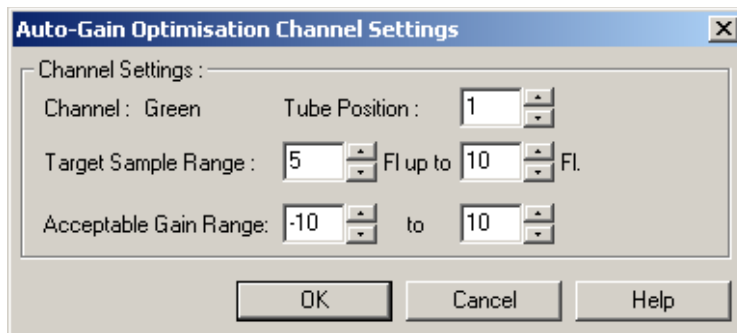 Auto-Gain Optimisation Channel Settings
Channel Settings :
Channel : Green Tube Position : 1
Target Sample Range : 5 Fl up to 10 Fl.
Acceptable Gain Range: -10 to 10
OK Cancel Help